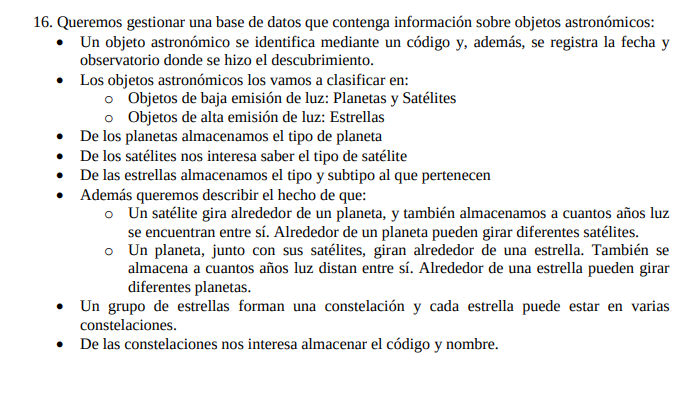 16. Queremos gestionar una base de datos que contenga información sobre objetos astronómicos:
• Un objeto astronómico se identifica mediante un código y, además, se registra la fecha y
observatorio donde se hizo el descubrimiento.
• Los objetos astronómicos los vamos a clasificar en:
o Objetos de baja emisión de luz: Planetas y Satélites
o Objetos de alta emisión de luz: Estrellas
• De los planetas almacenamos el tipo de planeta
• De los satélites nos interesa saber el tipo de satélite
• De las estrellas almacenamos el tipo y subtipo al que pertenecen
• Además queremos describir el hecho de que:
o Un satélite gira alrededor de un planeta, y también almacenamos a cuantos años luz
se encuentran entre sí. Alrededor de un planeta pueden girar diferentes satélites.
o Un planeta, junto con sus satélites, giran alrededor de una estrella. También se
almacena a cuantos años luz distan entre sí. Alrededor de una estrella pueden girar
diferentes planetas.
• Un grupo de estrellas forman una constelación y cada estrella puede estar en varias
constelaciones.
• De las constelaciones nos interesa almacenar el código y nombre.